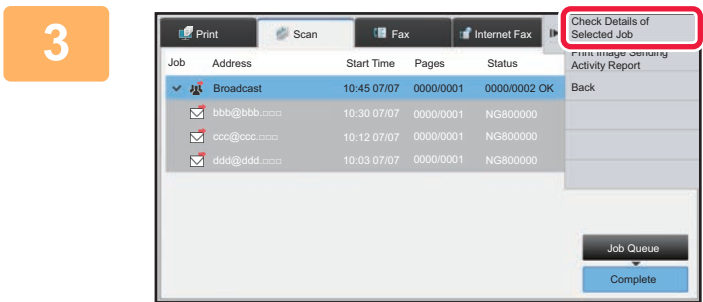 3
Print
Scan
Fax
Internet Fax
Check Details of
Selected Job
Print Image Sending
Activity Report
Back
Job Address Start Time Pages Status
Broadcast 10:45 07/07 0000/0001 0000/0002 OK
bbb@bbb.□□□ 10:30 07/07 0000/0001 NG800000
ccc@ccc.□□□ 10:12 07/07 0000/0001 NG800000
ddd@ddd.□□□ 10:03 07/07 0000/0001 NG800000
Job Queue
Complete